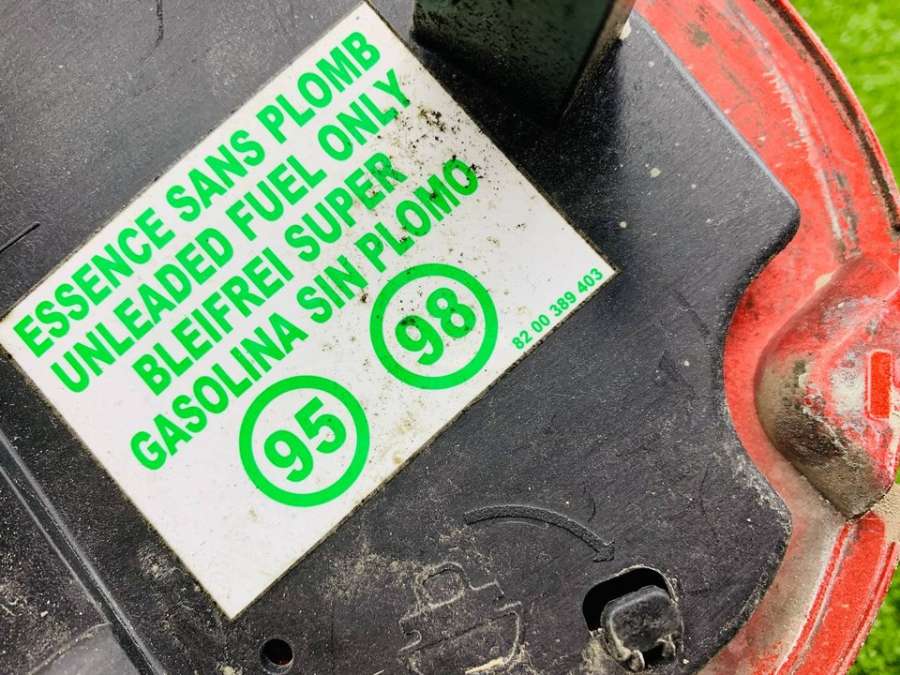 ESSENCE SANS PLOMB
UNLEADED FUEL ONLY
BLEIFREI SUPER
GASOLINA SIN PLOMO
95 98
82 00 389 403